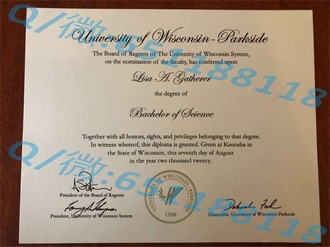 University of Wisconsin-Parkside
The Board of Regents of The University of Wisconsin System,
on the nomination of the faculty, has conferred upon
Lisa A. Gatherer
the degree of
Bachelor of Science
Together with all honors, rights, and privileges belonging to that degree.
In witness whereof, this diploma is granted. Given at Kenosha in
the State of Wisconsin, this seventh day of August
in the year two thousand twenty.
President of the Board of Regents
President, University of Wisconsin System
Chancellor, University of Wisconsin-Parkside
UNIVERSITY OF WISCONSIN PARKSIDE
1968
Q/微: